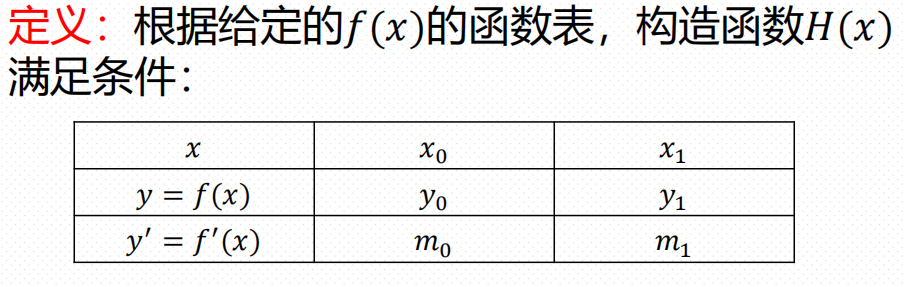 定义：根据给定的f(x)的函数表，构造函数H(x)
满足条件：
x x₀ x₁
y = f(x) y₀ y₁
y′ = f′(x) m₀ m₁